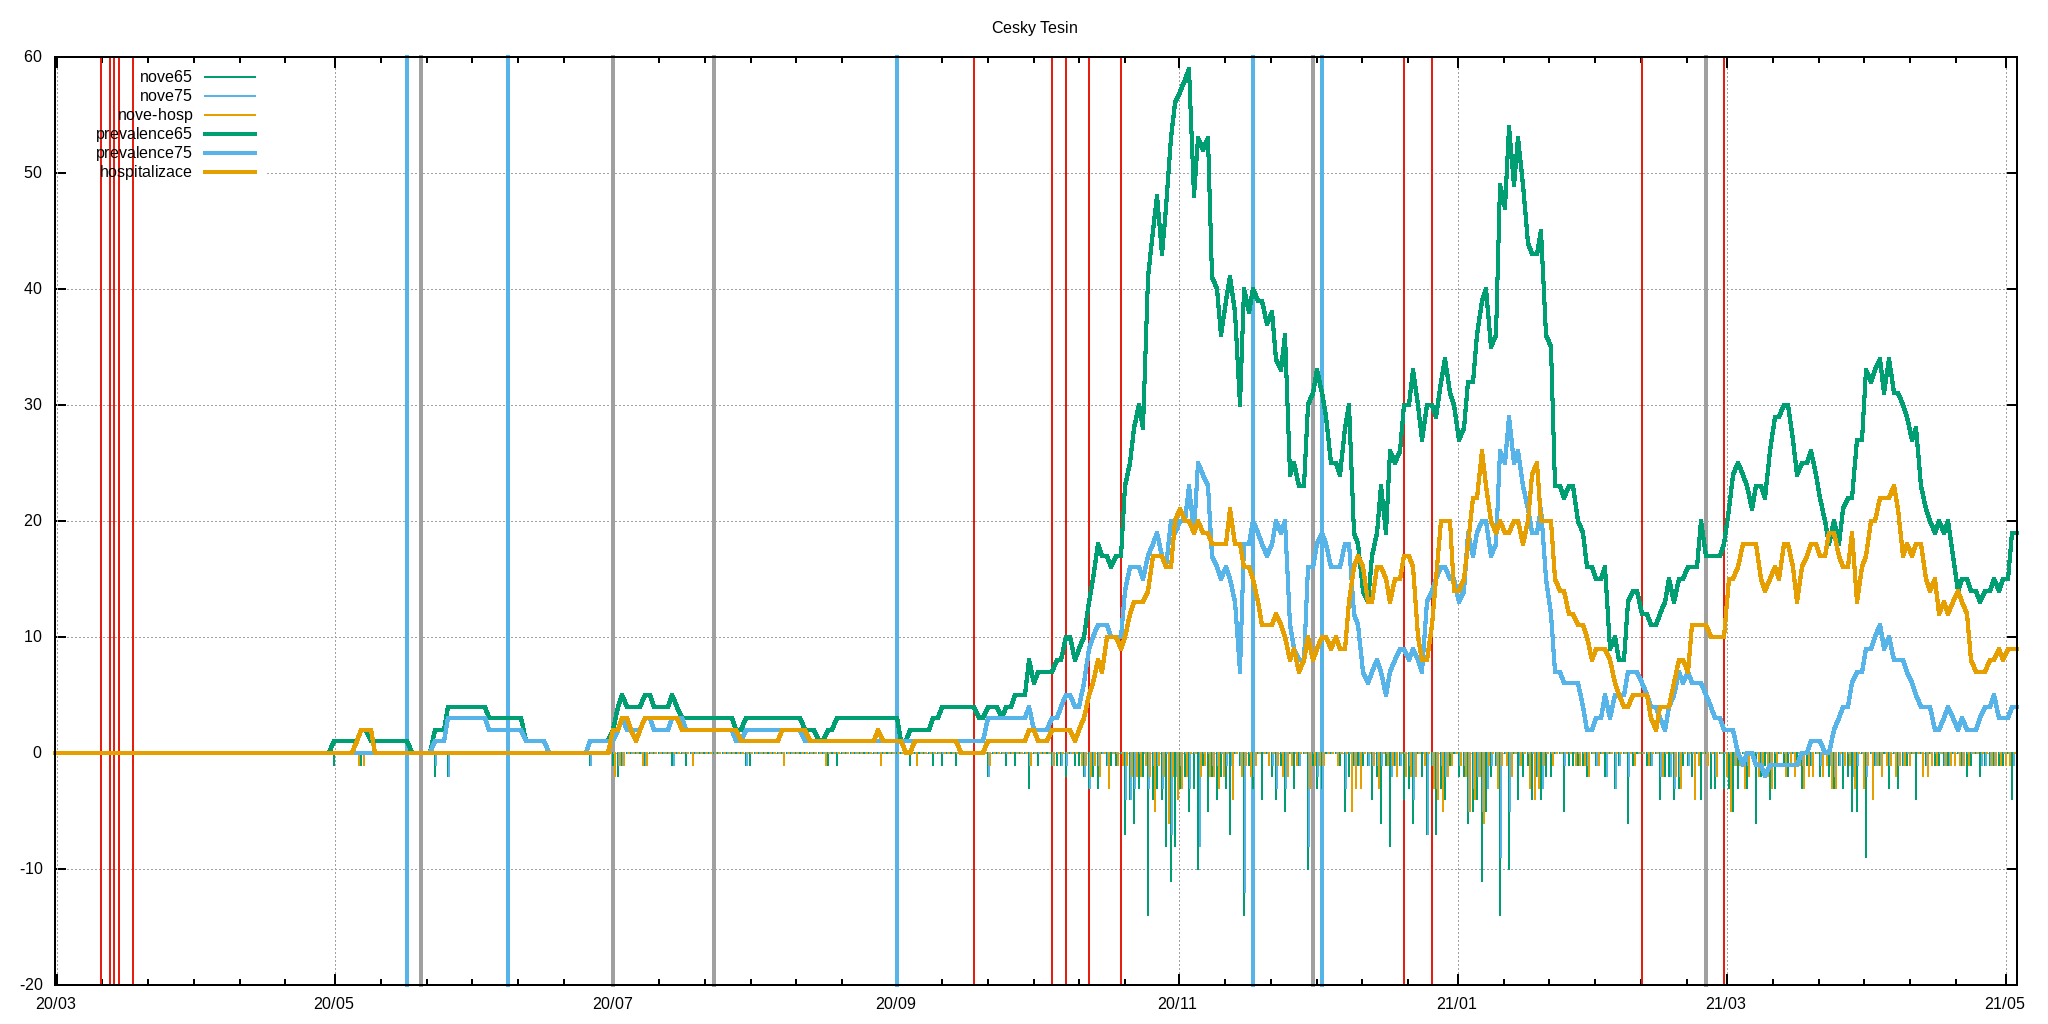 Cesky Tesin
60
nove65
nove75
nove-hosp
prevalence65
prevalence75
hospitalizace
50
40
30
20
10
0
-10
-20
20/03 20/05 20/07 20/09 20/11 21/01 21/03 21/05